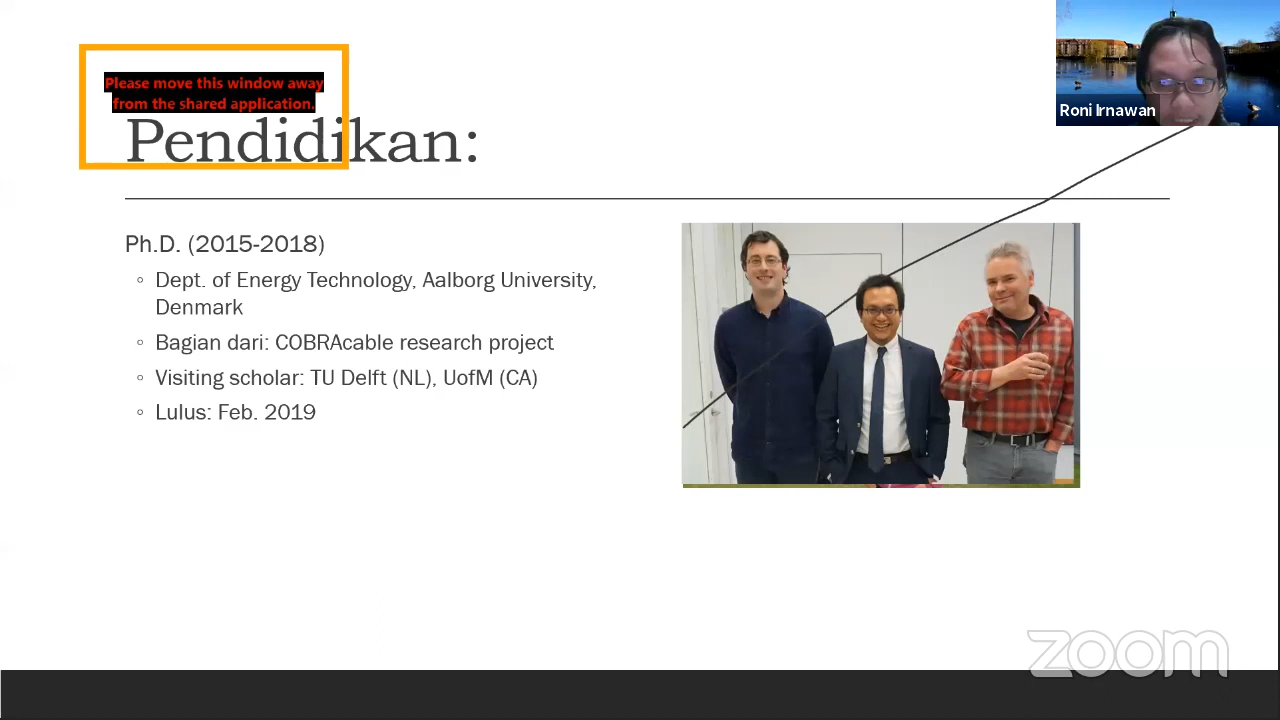 Please move this window away
from the shared application.
Roni Irnawan
Pendidikan:
Ph.D. (2015-2018)
◦ Dept. of Energy Technology, Aalborg University,
Denmark
◦ Bagian dari: COBRAcable research project
◦ Visiting scholar: TU Delft (NL), UofM (CA)
◦ Lulus: Feb. 2019
zoom